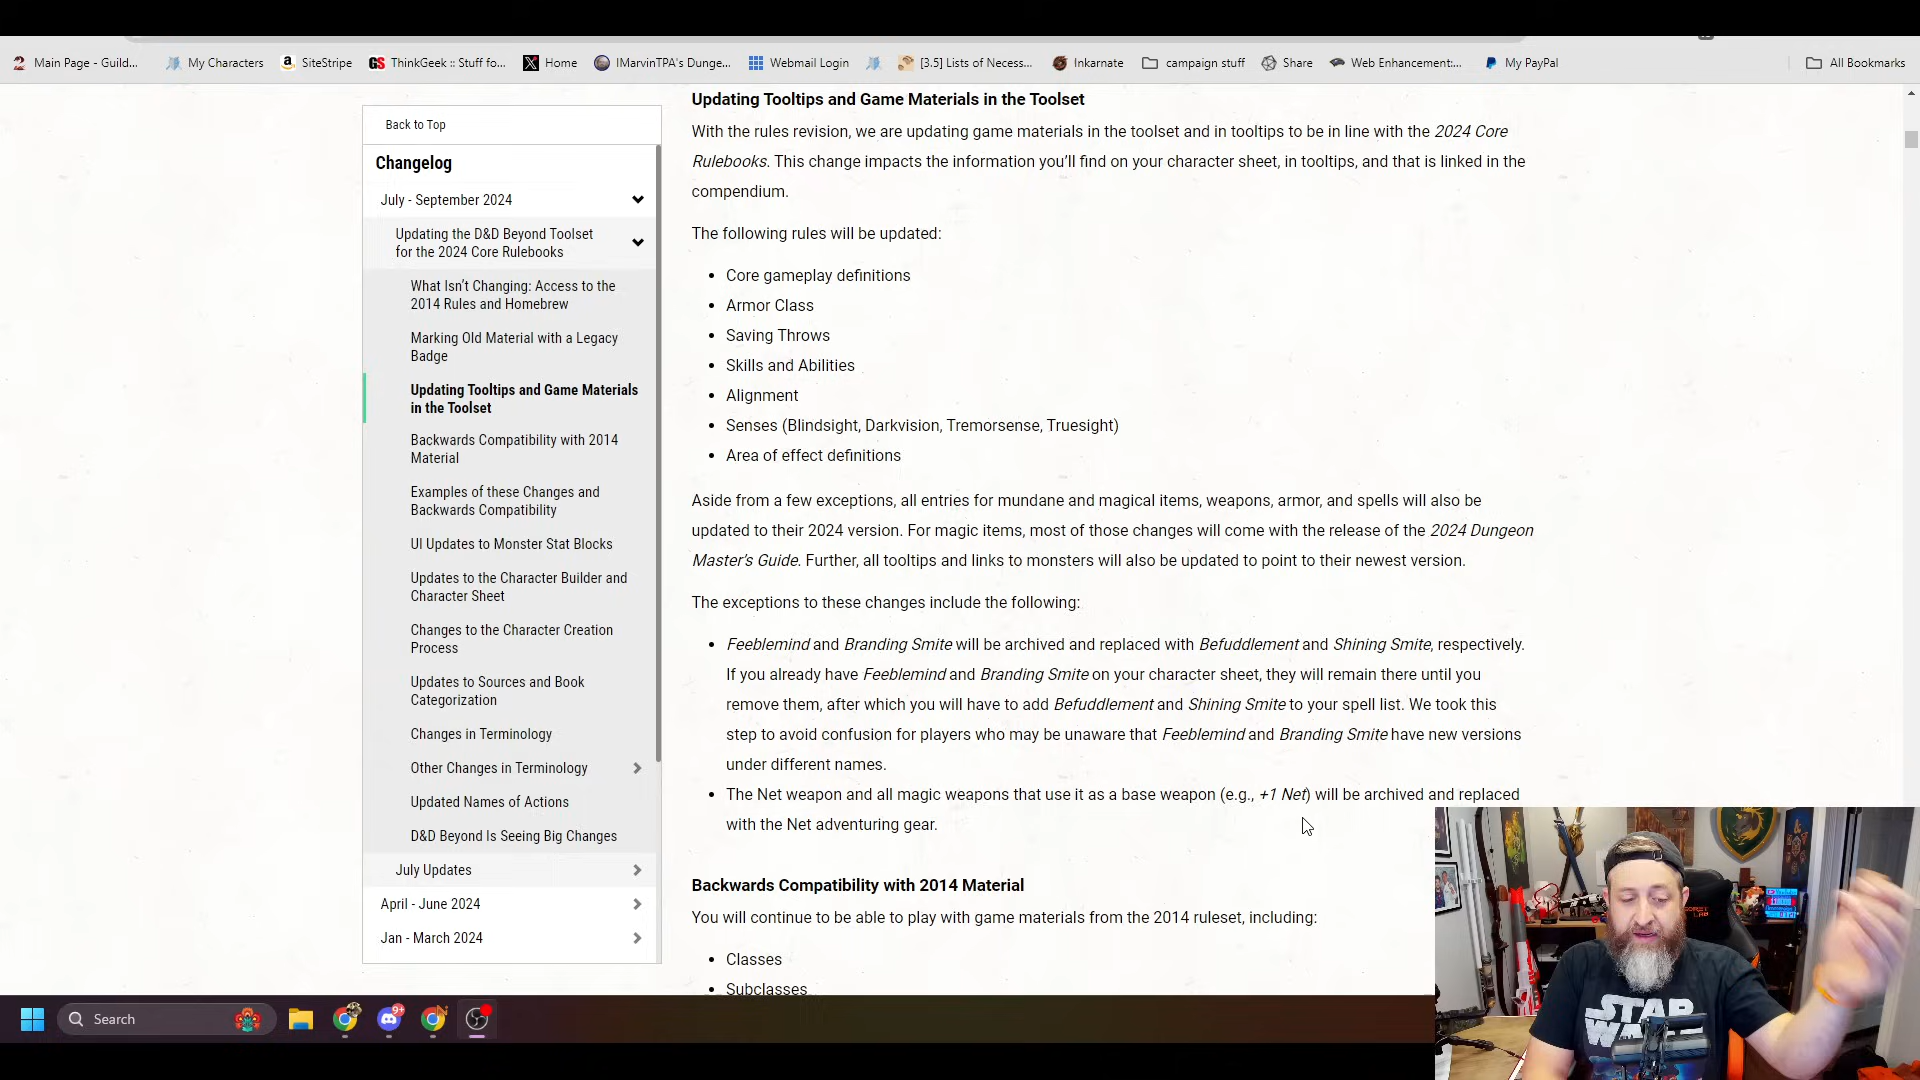 Main Page - Guild...
My Characters
SiteStripe
GS
ThinkGeek :: Stuff fo...
Home
IMarvinTPA's Dunge...
Webmail Login
[3.5] Lists of Necess...
Inkarnate
campaign stuff
Share
Web Enhancement:...
My PayPal
All Bookmarks
Back to Top
Changelog
July - September 2024
Updating the D&D Beyond Toolset
for the 2024 Core Rulebooks
What Isn't Changing: Access to the
2014 Rules and Homebrew
Marking Old Material with a Legacy
Badge
Updating Tooltips and Game Materials
in the Toolset
Backwards Compatibility with 2014
Material
Examples of these Changes and
Backwards Compatibility
UI Updates to Monster Stat Blocks
Updates to the Character Builder and
Character Sheet
Changes to the Character Creation
Process
Updates to Sources and Book
Categorization
Changes in Terminology
Other Changes in Terminology
Updated Names of Actions
D&D Beyond Is Seeing Big Changes
July Updates
April - June 2024
Jan - March 2024
Updating Tooltips and Game Materials in the Toolset
With the rules revision, we are updating game materials in the toolset and in tooltips to be in line with the 2024 Core
Rulebooks. This change impacts the information you'll find on your character sheet, in tooltips, and that is linked in the
compendium.
The following rules will be updated:
• Core gameplay definitions
• Armor Class
• Saving Throws
• Skills and Abilities
• Alignment
• Senses (Blindsight, Darkvision, Tremorsense, Truesight)
• Area of effect definitions
Aside from a few exceptions, all entries for mundane and magical items, weapons, armor, and spells will also be
updated to their 2024 version. For magic items, most of those changes will come with the release of the 2024 Dungeon
Master's Guide. Further, all tooltips and links to monsters will also be updated to point to their newest version.
The exceptions to these changes include the following:
• Feeblemind and Branding Smite will be archived and replaced with Befuddlement and Shining Smite, respectively.
If you already have Feeblemind and Branding Smite on your character sheet, they will remain there until you
remove them, after which you will have to add Befuddlement and Shining Smite to your spell list. We took this
step to avoid confusion for players who may be unaware that Feeblemind and Branding Smite have new versions
under different names.
• The Net weapon and all magic weapons that use it as a base weapon (e.g., +1 Net) will be archived and replaced
with the Net adventuring gear.
Backwards Compatibility with 2014 Material
You will continue to be able to play with game materials from the 2014 ruleset, including:
• Classes
• Subclasses
Search
9+
STAR
WARS